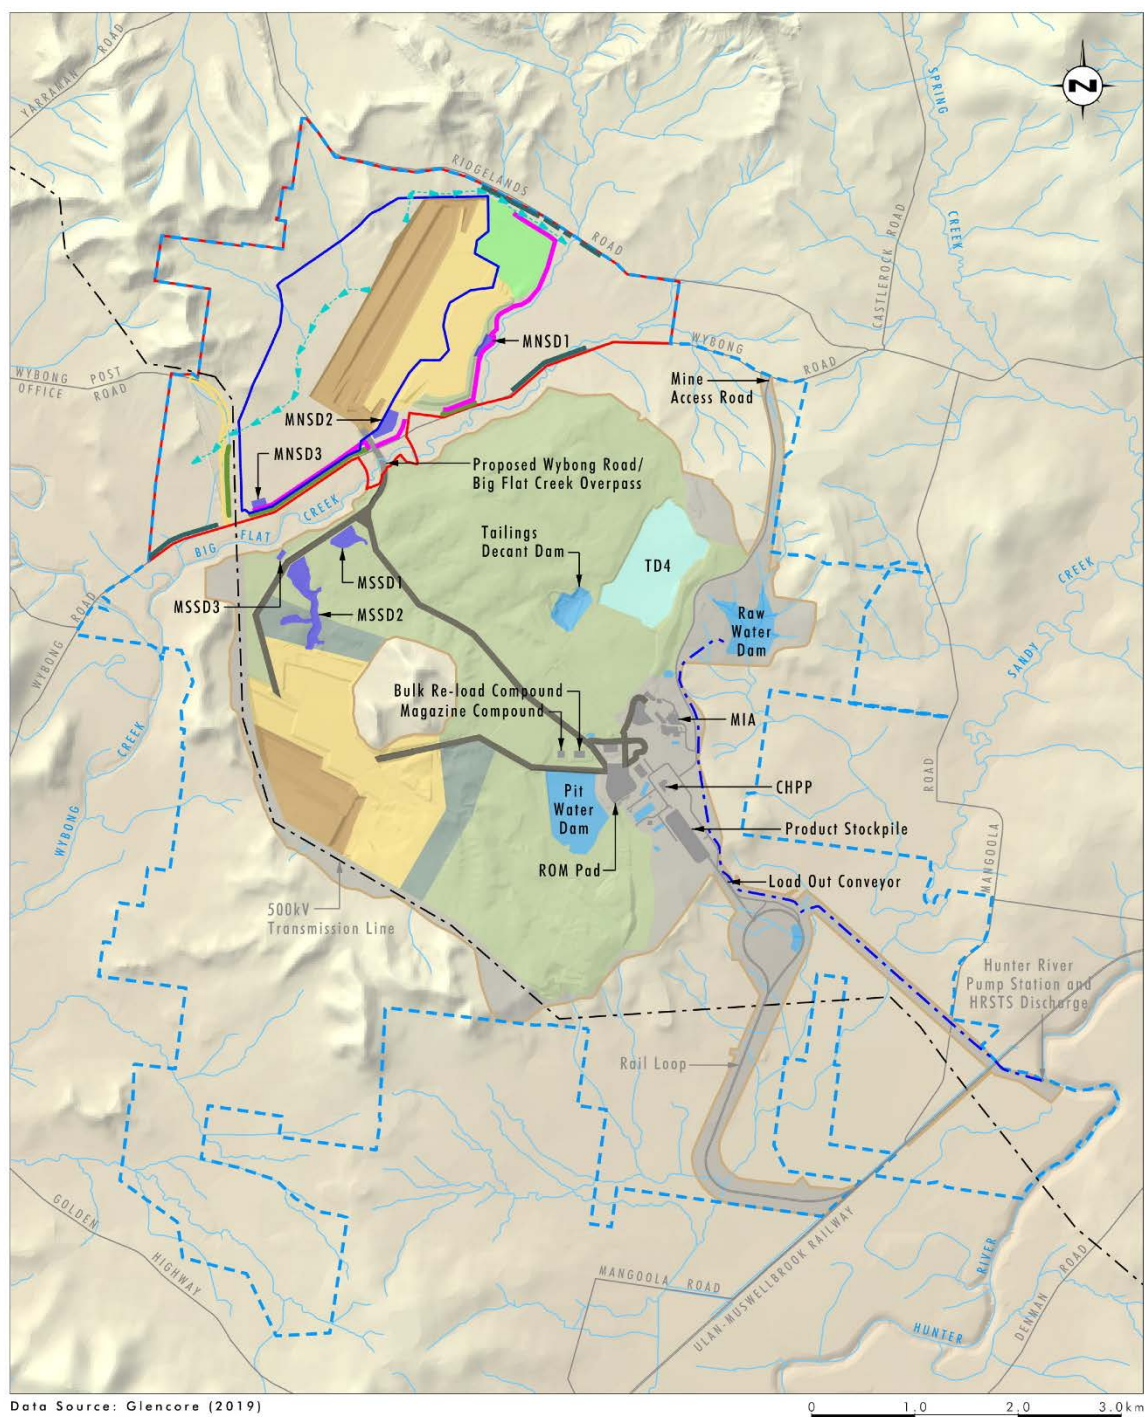 YARRAMAN ROAD
SPRING
CREEK
N
RIDGELANDS
ROAD
CASTLEROCK ROAD
WYBONG
ROAD
MNSD1
WYBONG POST
OFFICE ROAD
Mine
Access Road
MNSD2
MNSD3
Proposed Wybong Road/
Big Flat Creek Overpass
BIG FLAT CREEK
Tailings
Decant Dam
TD4
MSSD1
MSSD3
MSSD2
Raw
Water
Dam
SANDY CREEK
WYBONG ROAD
WYBONG CREEK
Bulk Re-load Compound
Magazine Compound
MIA
CHPP
Pit
Water
Dam
Product Stockpile
ROM Pad
Load Out Conveyor
MANGOOLA ROAD
500kV
Transmission Line
Hunter River
Pump Station and
HRSTS Discharge
Rail Loop
GOLDEN
HIGHWAY
MANGOOLA ROAD
ULAN-MUSWELLBROOK RAILWAY
HUNTER RIVER
DENMAN ROAD
Data Source: Glencore (2019)
0 1.0 2.0 3.0km